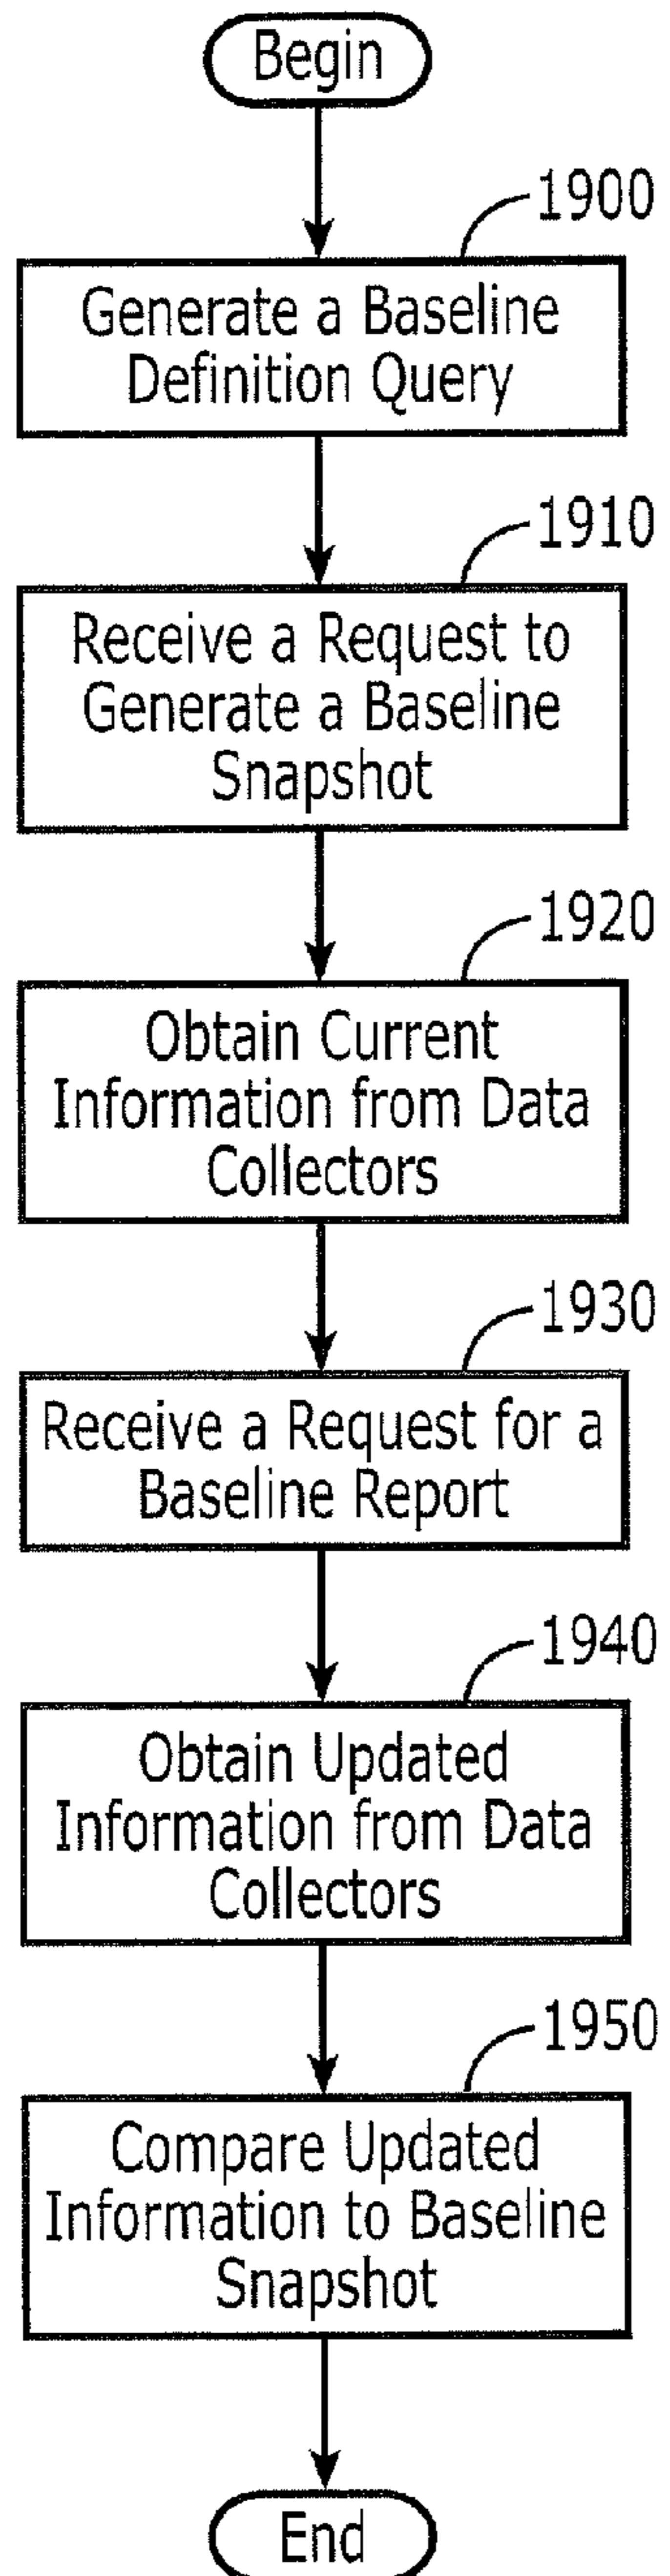 Begin
1900
Generate a Baseline
Definition Query
1910
Receive a Request to
Generate a Baseline
Snapshot
1920
Obtain Current
Information from Data
Collectors
1930
Receive a Request for a
Baseline Report
1940
Obtain Updated
Information from Data
Collectors
1950
Compare Updated
Information to Baseline
Snapshot
End